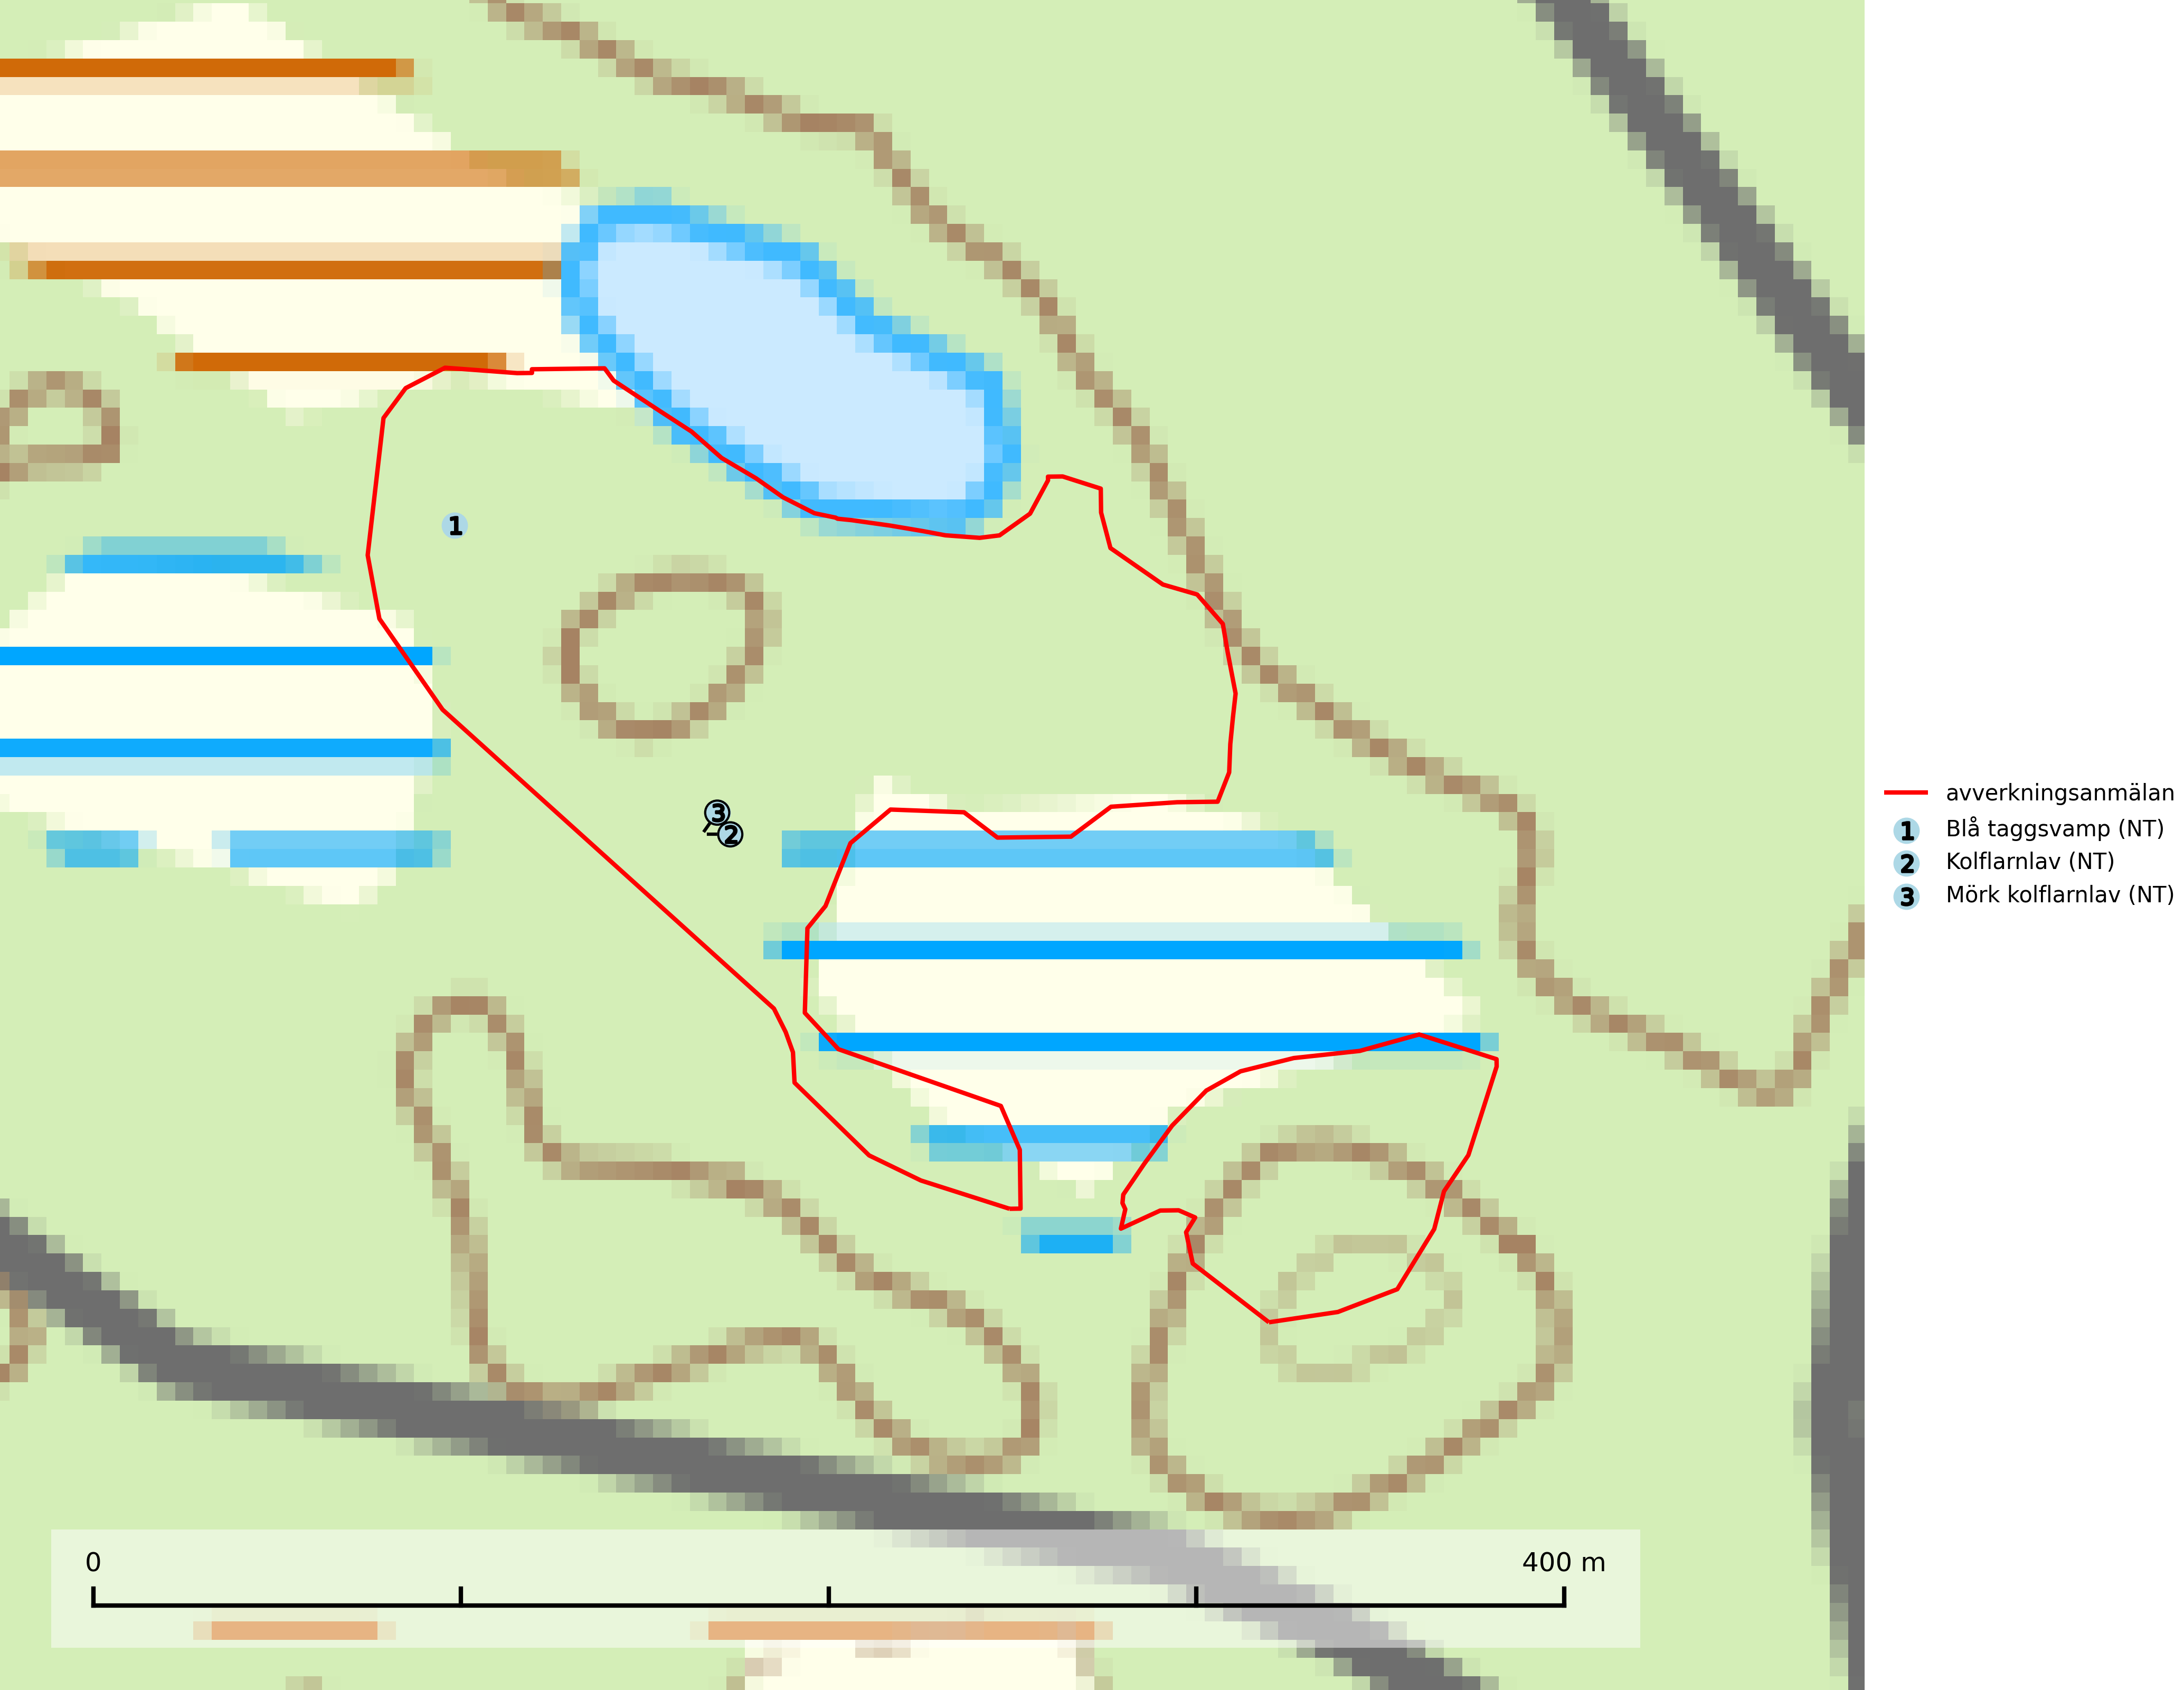 1
3
2
avverkningsanmälan
1 Blå taggsvamp (NT)
2 Kolflarnlav (NT)
3 Mörk kolflarnlav (NT)
0 400 m